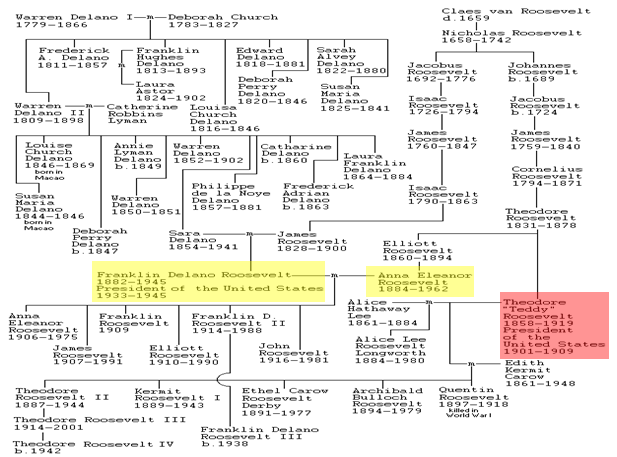 Warren Delano I
m
Deborah Church
1779-1866
1783-1827
Claes van Roosevelt
d.1659
Nicholas Roosevelt
1658-1742
Frederick
A. Delano
1811-1857
Franklin
Hughes
Delano
1813-1893
m
Laura
Astor
1824-1902
Edward
Delano
1818-1881
Deborah
Perry
Delano
1820-1846
Sarah
Alvey
Delano
1822-1880
Susan
Maria
Delano
1825-1841
Jacobus
Roosevelt
1692-1776
Johannes
Roosevelt
b.1689
Isaac
Roosevelt
1726-1794
Jacobus
Roosevelt
b.1724
Warren
Delano II
1809-1898
m
Catharine
Robbins
Lyman
Louisa
Church
Delano
1816-1846
James
Roosevelt
1760-1847
James
Roosevelt
1759-1840
Louise
Church
Delano
1846-1869
born in
Macao
Annie
Lyman
Delano
b.1849
Warren
Delano
1852-1902
Catharine
Delano
b.1860
Laura
Franklin
Delano
1864-1884
Cornelius
Roosevelt
1794-1871
Susan
Maria
Delano
1844-1846
born in
Macao
Warren
Delano
1850-1851
Philippe
de la Noye
Delano
1857-1881
Frederick
Adrian
Delano
b.1863
Isaac
Roosevelt
1790-1863
Theodore
Roosevelt
1831-1878
Deborah
Perry
Delano
b.1847
Sara
Delano
1854-1941
m
James
Roosevelt
1828-1900
Elliott
Roosevelt
1860-1894
Franklin Delano Roosevelt
1882-1945
President of the United States
1933-1945
m
Anna Eleanor
Roosevelt
1884-1962
Anna
Eleanor
Roosevelt
1906-1975
Franklin
Roosevelt
1909
Franklin D.
Roosevelt II
1914-1988
Alice
Hathaway
Lee
1861-1884
m
Theodore
"Teddy"
Roosevelt
1858-1919
President
of the
United States
1901-1909
James
Roosevelt
1907-1991
Elliott
Roosevelt
1910-1990
John
Roosevelt
1916-1981
Alice Lee
Roosevelt
Longworth
1884-1980
m
Edith
Kermit
Carow
1861-1948
Theodore
Roosevelt II
1887-1944
Kermit
Roosevelt I
1889-1943
Ethel Carow
Roosevelt
Derby
1891-1977
Archibald
Bulloch
Roosevelt
1894-1979
Quentin
Roosevelt
1897-1918
killed in
World War I
Theodore Roosevelt III
1914-2001
Theodore Roosevelt IV
b.1942
Franklin Delano
Roosevelt III
b.1938